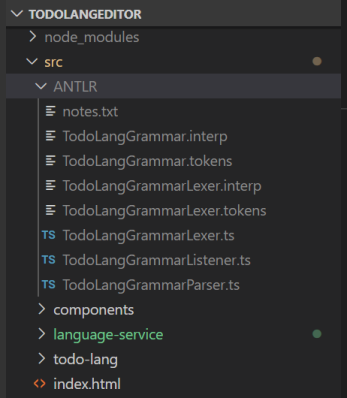 TODOLANGEDITOR
node_modules
src
ANTLR
notes.txt
TodoLangGrammar.interp
TodoLangGrammar.tokens
TodoLangGrammarLexer.interp
TodoLangGrammarLexer.tokens
TS TodoLangGrammarLexer.ts
TS TodoLangGrammarListener.ts
TS TodoLangGrammarParser.ts
components
language-service
todo-lang
<> index.html